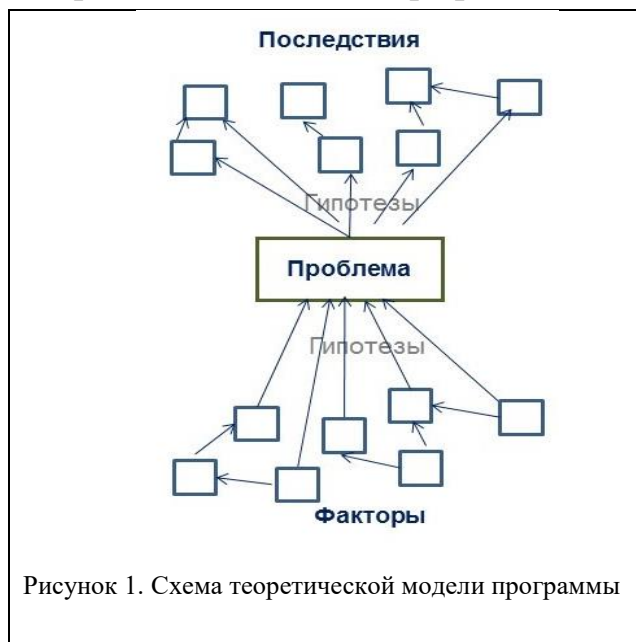 Последствия
Гипотезы
Проблема
Гипотезы
Факторы
Рисунок 1. Схема теоретической модели программы